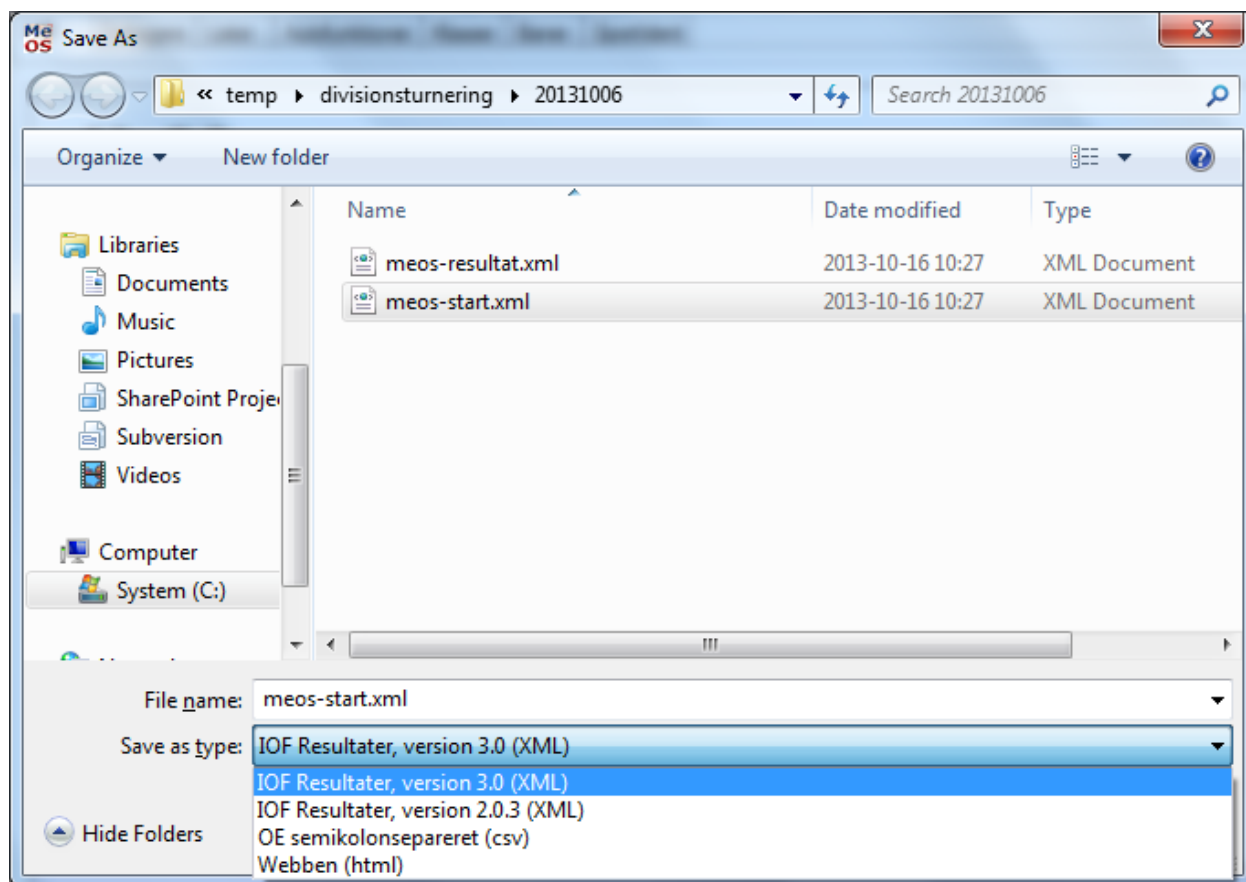 MeOS Save As
« temp ▸ divisionsturnering ▸ 20131006
Search 20131006
Organize New folder
Name Date modified Type
Libraries
Documents
Music
Pictures
SharePoint Proje
Subversion
Videos
Computer
System (C:)
meos-resultat.xml 2013-10-16 10:27 XML Document
meos-start.xml 2013-10-16 10:27 XML Document
File name: meos-start.xml
Save as type: IOF Resultater, version 3.0 (XML)
IOF Resultater, version 3.0 (XML)
IOF Resultater, version 2.0.3 (XML)
OE semikolonsepareret (csv)
Webben (html)
Hide Folders